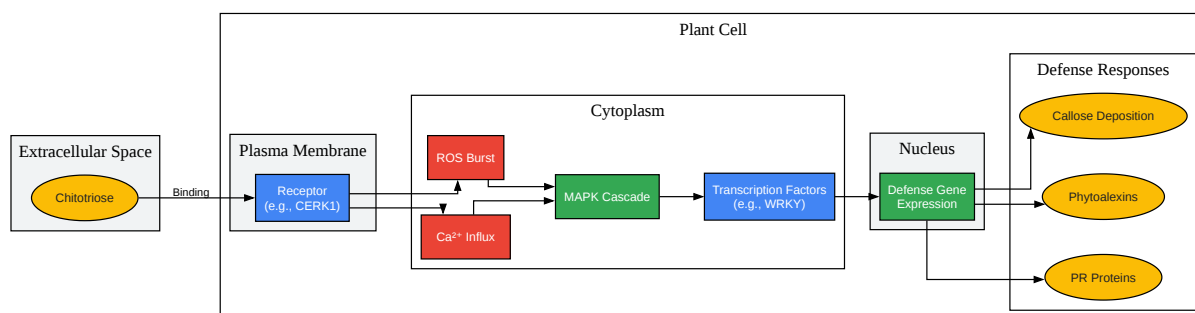 Plant Cell
Defense Responses
Cytoplasm
Callose Deposition
Extracellular Space
Plasma Membrane
ROS Burst
Nucleus
Chitotriose
Binding
Receptor
(e.g., CERK1)
MAPK Cascade
Transcription Factors
(e.g., WRKY)
Defense Gene
Expression
Phytoalexins
Ca²⁺ Influx
PR Proteins